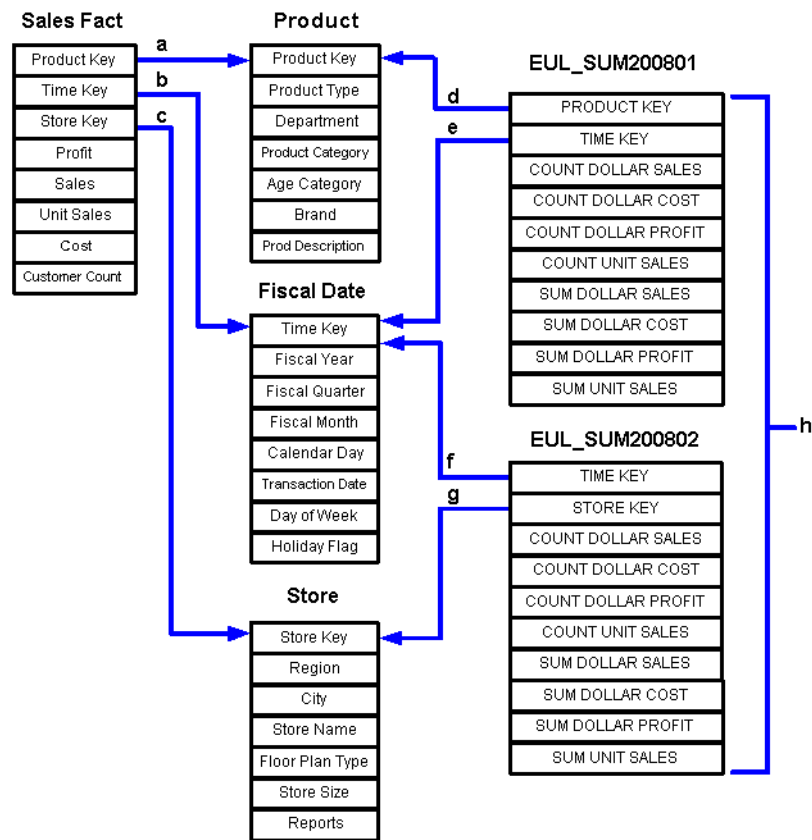 Sales Fact
Product Key
Time Key
Store Key
Profit
Sales
Unit Sales
Cost
Customer Count
a
b
c
Product
Product Key
Product Type
Department
Product Category
Age Category
Brand
Prod Description
Fiscal Date
Time Key
Fiscal Year
Fiscal Quarter
Fiscal Month
Calendar Day
Transaction Date
Day of Week
Holiday Flag
Store
Store Key
Region
City
Store Name
Floor Plan Type
Store Size
Reports
d
e
f
g
EUL_SUM200801
PRODUCT KEY
TIME KEY
COUNT DOLLAR SALES
COUNT DOLLAR COST
COUNT DOLLAR PROFIT
COUNT UNIT SALES
SUM DOLLAR SALES
SUM DOLLAR COST
SUM DOLLAR PROFIT
SUM UNIT SALES
EUL_SUM200802
TIME KEY
STORE KEY
COUNT DOLLAR SALES
COUNT DOLLAR COST
COUNT DOLLAR PROFIT
COUNT UNIT SALES
SUM DOLLAR SALES
SUM DOLLAR COST
SUM DOLLAR PROFIT
SUM UNIT SALES
h